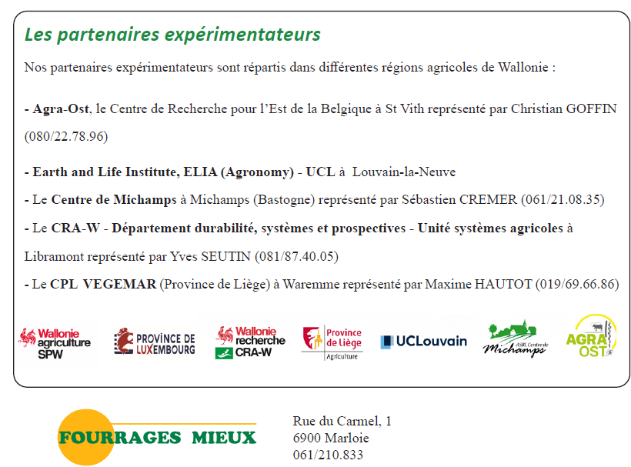 Les partenaires expérimentateurs
Nos partenaires expérimentateurs sont répartis dans différentes régions agricoles de Wallonie :
- Agra-Ost, le Centre de Recherche pour l’Est de la Belgique à St Vith représenté par Christian GOFFIN
(080/22.78.96)
- Earth and Life Institute, ELIA (Agronomy) - UCL à Louvain-la-Neuve
- Le Centre de Michamps à Michamps (Bastogne) représenté par Sébastien CREMER (061/21.08.35)
- Le CRA-W - Département durabilité, systèmes et prospectives - Unité systèmes agricoles à
Libramont représenté par Yves SEUTIN (081/87.40.05)
- Le CPL VEGEMAR (Province de Liège) à Waremme représenté par Maxime HAUTOT (019/69.66.86)
Wallonie
agriculture
SPW
PROVINCE DE
LUXEMBOURG
Wallonie
recherche
CRA-W
Province
de Liège
Agriculture
UCLouvain
ASBL Centre de
Michamps
AGRA
OST
FOURRAGES MIEUX
Rue du Carmel, 1
6900 Marloie
061/210.833